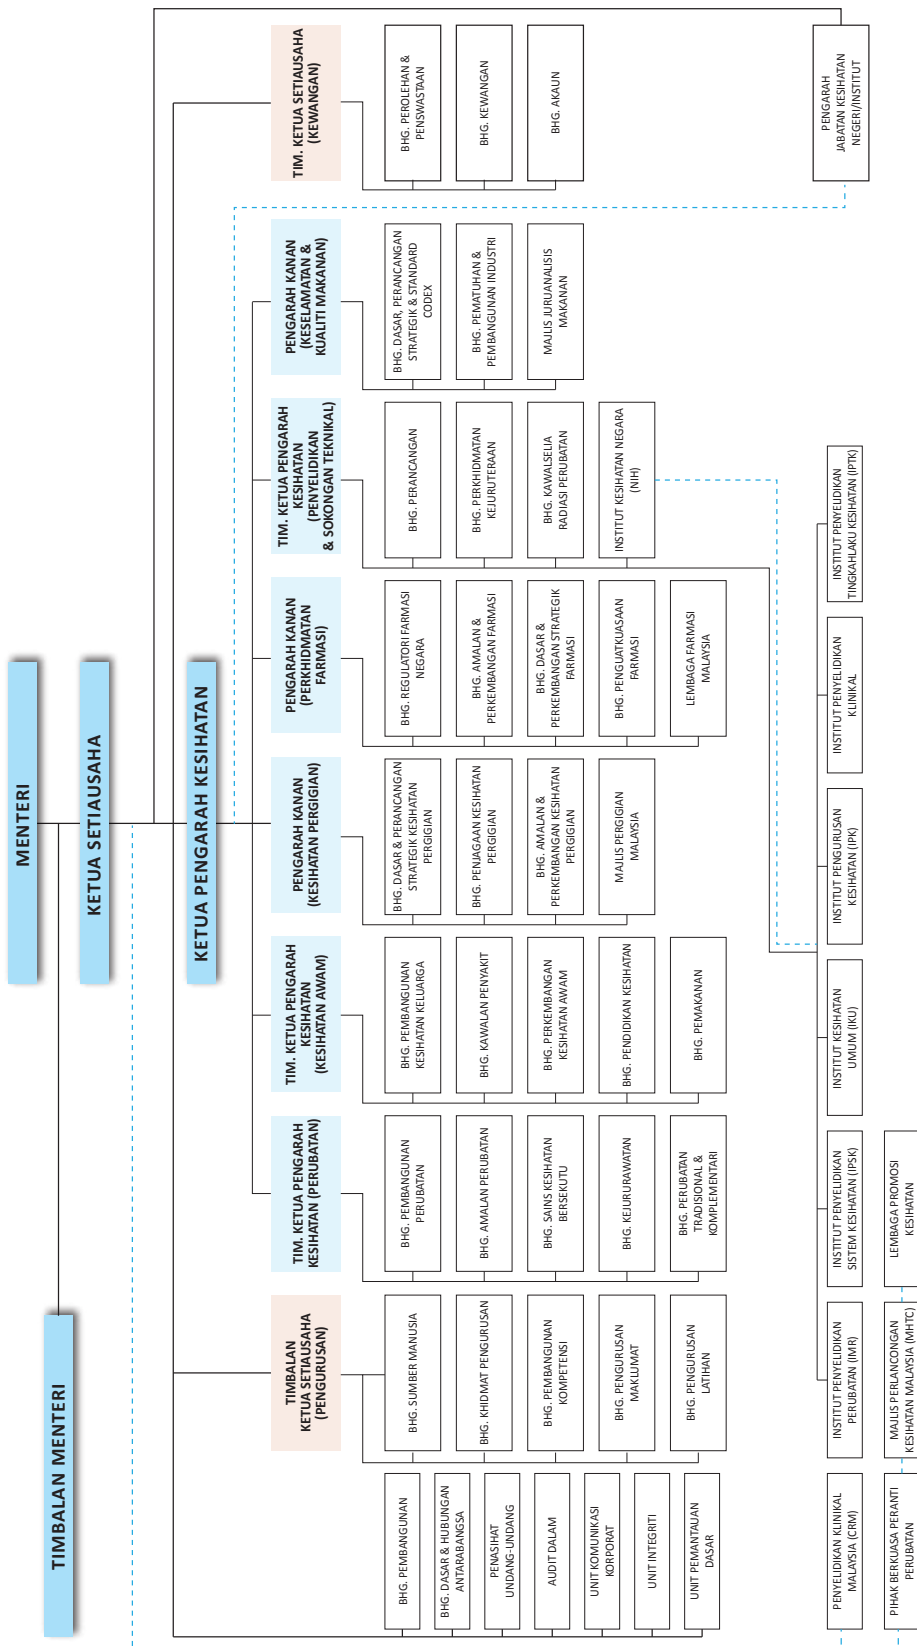 MENTERI
TIMBALAN MENTERI
KETUA SETIAUSAHA
KETUA PENGARAH KESIHATAN
TIMBALAN
KETUA SETIAUSAHA
(PENGURUSAN)
TIM. KETUA PENGARAH
KESIHATAN (PERUBATAN)
TIM. KETUA PENGARAH
KESIHATAN
(KESIHATAN AWAM)
PENGARAH KANAN
(KESIHATAN PERGIGIAN)
PENGARAH KANAN
(PERKHIDMATAN
FARMASI)
TIM. KETUA PENGARAH
KESIHATAN
(PENYELIDIKAN
& SOKONGAN TEKNIKAL)
PENGARAH KANAN
(KESELAMATAN &
KUALITI MAKANAN)
TIM. KETUA SETIAUSAHA
(KEWANGAN)
BHG. PEMBANGUNAN
BHG. DASAR & HUBUNGAN
ANTARABANGSA
PENASIHAT
UNDANG-UNDANG
AUDIT DALAM
UNIT KOMUNIKASI
KORPORAT
UNIT INTEGRITI
UNIT PEMANTAUAN
DASAR
BHG. SUMBER MANUSIA
BHG. KHIDMAT PENGURUSAN
BHG. PEMBANGUNAN
KOMPETENSI
BHG. PENGURUSAN
MAKLUMAT
BHG. PENGURUSAN
LATIHAN
BHG. PEMBANGUNAN
PERUBATAN
BHG. AMALAN PERUBATAN
BHG. SAINS KESIHATAN
BERSEKUTU
BHG. KEJURURAWATAN
BHG. PERUBATAN
TRADISIONAL &
KOMPLEMENTARI
BHG. PEMBANGUNAN
KESIHATAN KELUARGA
BHG. KAWALAN PENYAKIT
BHG. PERKEMBANGAN
KESIHATAN AWAM
BHG. PENDIDIKAN KESIHATAN
BHG. PEMAKANAN
BHG. DASAR & PERANCANGAN
STRATEGIK KESIHATAN
PERGIGIAN
BHG. PENJAGAAN KESIHATAN
PERGIGIAN
BHG. AMALAN &
PERKEMBANGAN KESIHATAN
PERGIGIAN
MAJLIS PERGIGIAN
MALAYSIA
BHG. REGULATORI FARMASI
NEGARA
BHG. AMALAN &
PERKEMBANGAN FARMASI
BHG. DASAR &
PERKEMBANGAN STRATEGIK
FARMASI
BHG. PENGUATKUASAAN
FARMASI
LEMBAGA FARMASI
MALAYSIA
BHG. PERANCANGAN
BHG. PERKHIDMATAN
KEJURUTERAAN
BHG. KAWALSELIA
RADIASI PERUBATAN
INSTITUT KESIHATAN NEGARA
(NIH)
BHG. DASAR, PERANCANGAN
STRATEGIK & STANDARD
CODEX
BHG. PEMATUHAN &
PEMBANGUNAN INDUSTRI
MAJLIS JURUANALISIS
MAKANAN
BHG. PEROLEHAN &
PENSWASTAAN
BHG. KEWANGAN
BHG. AKAUN
PENGARAH
JABATAN KESIHATAN
NEGERI/INSTITUT
PENYELIDIKAN KLINIKAL
MALAYSIA (CRM)
INSTITUT PENYELIDIKAN
PERUBATAN (IMR)
INSTITUT PENYELIDIKAN
SISTEM KESIHATAN (IPSK)
INSTITUT KESIHATAN
UMUM (IKU)
INSTITUT PENGURUSAN
KESIHATAN (IPK)
INSTITUT PENYELIDIKAN
KLINIKAL
INSTITUT PENYELIDIKAN
TINGKAHLAKU KESIHATAN (IPTK)
PIHAK BERKUASA PERANTI
PERUBATAN
MAJLIS PERLANCONGAN
KESIHATAN MALAYSIA (MHTC)
LEMBAGA PROMOSI
KESIHATAN